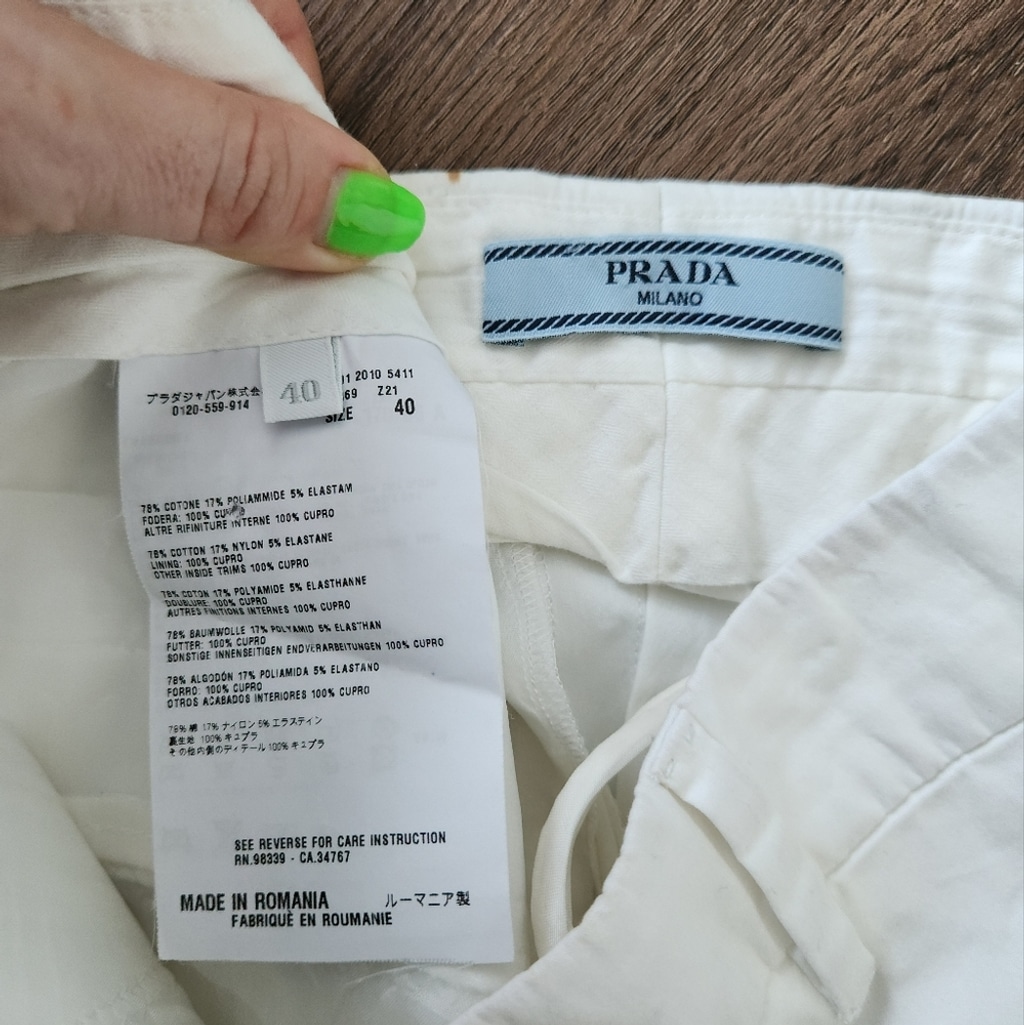 PRADA
MILANO
プラダジャパン株式会
0120-559-914
40
1 2010 5411
69 Z21
SIZE 40
78% COTONE 17% POLIAMMIDE 5% ELASTAM
FODERA: 100% CUPRO
ALTRE RIFINITURE INTERNE 100% CUPRO
78% COTTON 17% NYLON 5% ELASTANE
LINING: 100% CUPRO
OTHER INSIDE TRIMS 100% CUPRO
78% COTON 17% POLYAMIDE 5% ELASTHANNE
DOUBLURE: 100% CUPRO
AUTRES FINITIONS INTERNES 100% CUPRO
78% BAUMWOLLE 17% POLYAMID 5% ELASTHAN
FUTTER: 100% CUPRO
SONSTIGE INNENSEITIGEN ENDVERARBEITUNGEN 100% CUPRO
78% ALGODÓN 17% POLIAMIDA 5% ELASTANO
FORRO: 100% CUPRO
OTROS ACABADOS INTERIORES 100% CUPRO
78% 綿 17% ナイロン 5% エラスティン
裏生地 100% キュプラ
その他内側のディテール 100% キュプラ
SEE REVERSE FOR CARE INSTRUCTION
RN.98339 - CA.34767
MADE IN ROMANIA ルーマニア製
FABRIQUÈ EN ROUMANIE